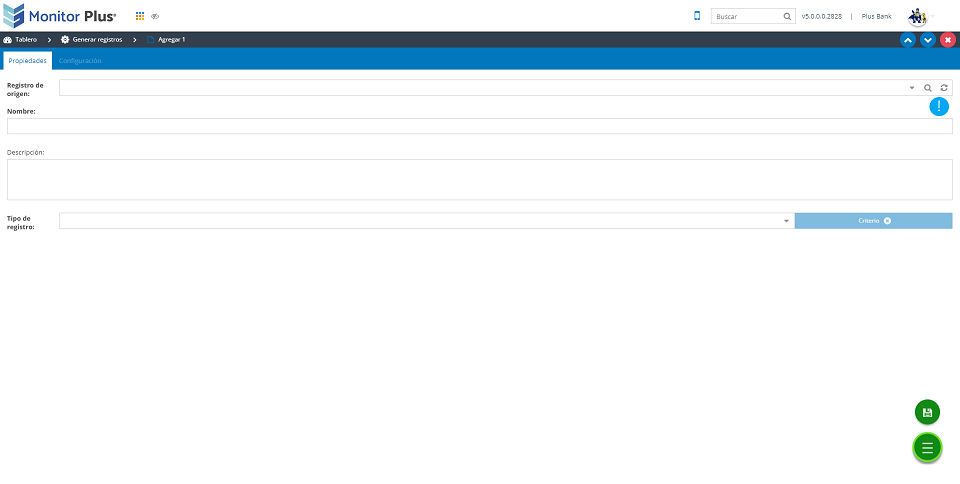 Monitor Plus®
Buscar
v5.0.0.0.2828 | Plus Bank
Tablero > Generar registros > Agregar 1
Propiedades Configuración
Registro de
origen:
Nombre:
Descripción:
Tipo de
registro:
Criterio